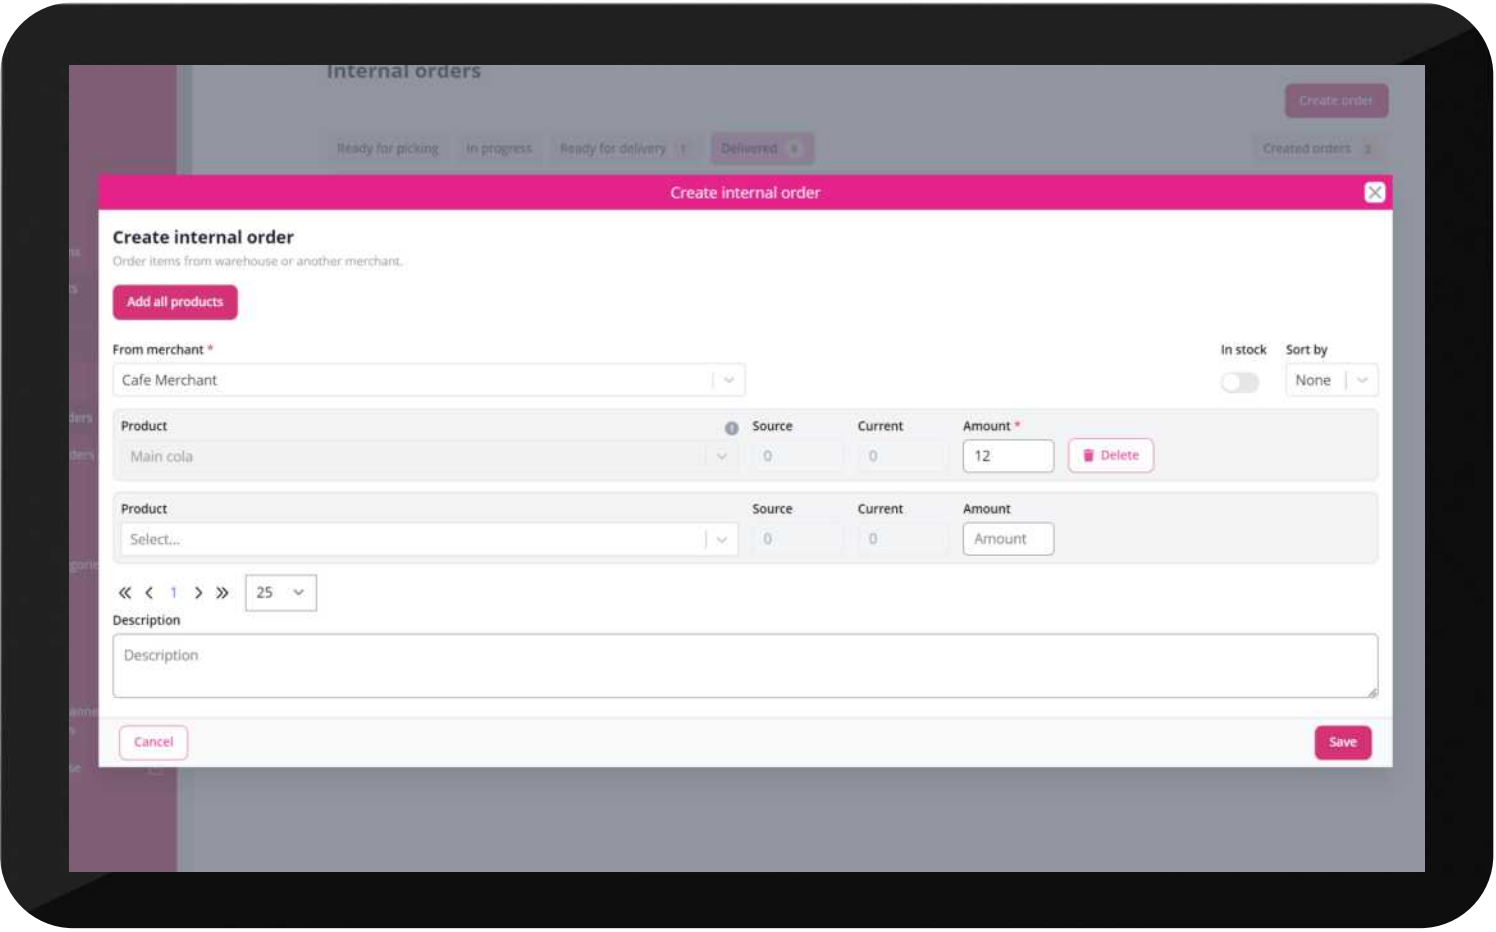 Internal orders
Create order
Ready for picking In progress Ready for delivery 1 Delivered
Created orders
Create internal order
Create internal order
Order items from warehouse or another merchant.
Add all products
From merchant *
In stock Sort by
Cafe Merchant
None
Product Source Current Amount *
Main cola 0 0 12 Delete
Product Source Current Amount
Select... 0 0 Amount
1 25
Description
Description
Cancel
Save